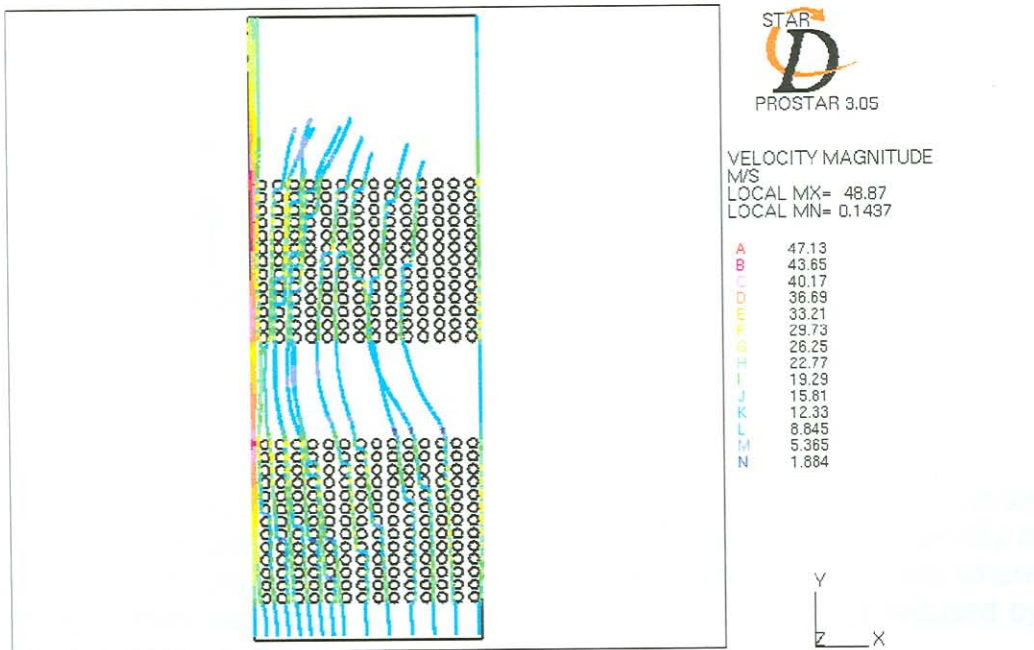 STAR
D
PROSTAR 3.05
VELOCITY MAGNITUDE
M/S
LOCAL MX= 48.87
LOCAL MN= 0.1437
A 47.13
B 43.65
C 40.17
D 36.69
E 33.21
F 29.73
G 26.25
H 22.77
I 19.29
J 15.81
K 12.33
L 8.845
M 5.365
N 1.884
Y
Z X